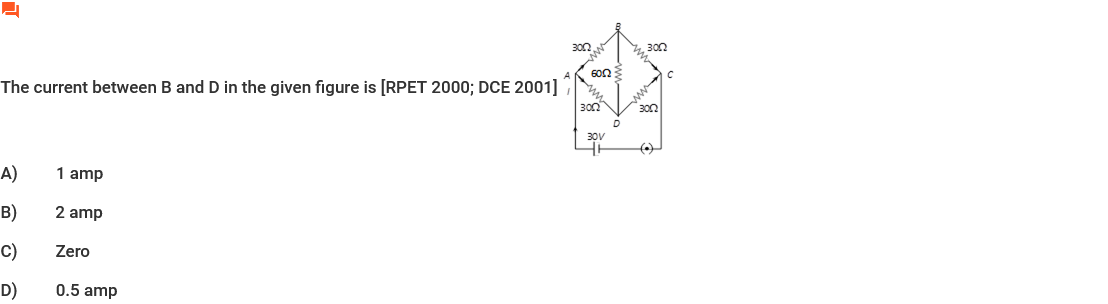 B
30Ω 30Ω
The current between B and D in the given figure is [RPET 2000; DCE 2001]
A 60Ω C
I
30Ω 30Ω
D
30V
A) 1 amp
B) 2 amp
C) Zero
D) 0.5 amp